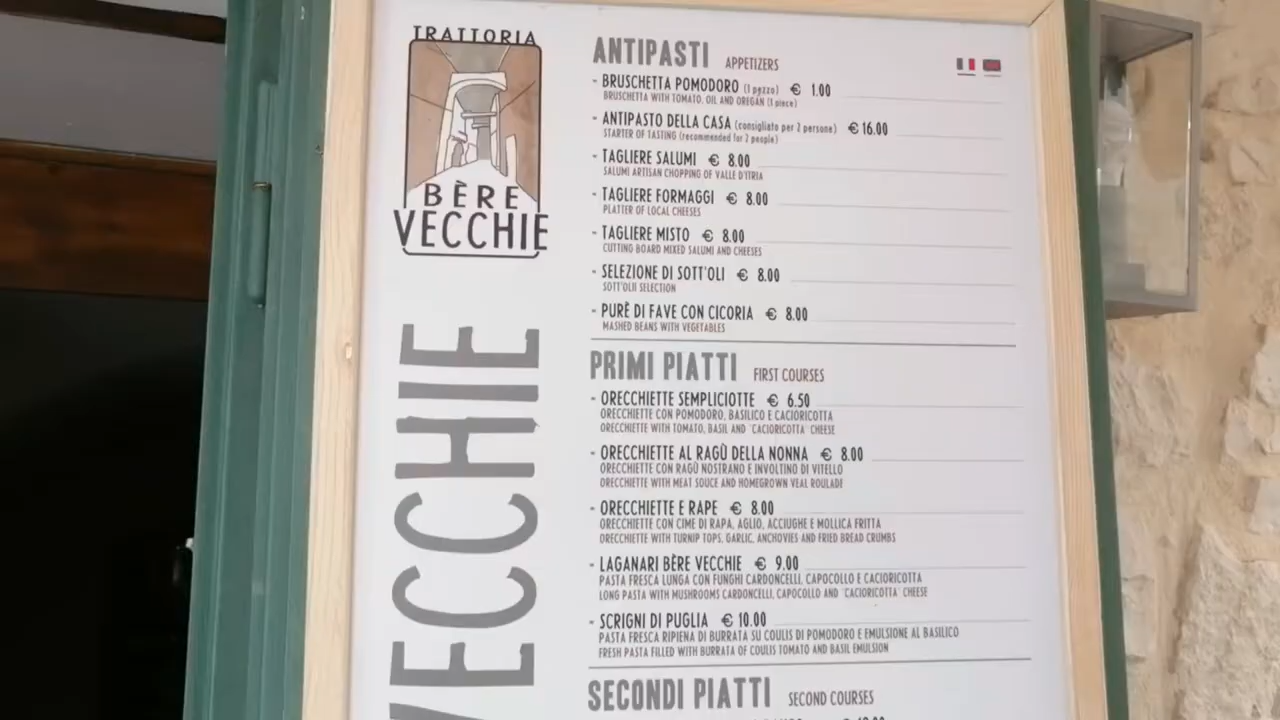 TRATTORIA
BÈRE
VECCHIE
VECCHIE
ANTIPASTI APPETIZERS
- BRUSCHETTA POMODORO (1 pezzo) € 1.00
BRUSCHETTA WITH TOMATO, OIL AND OREGAN (1 piece)
- ANTIPASTO DELLA CASA (consigliato per 2 persone) € 16.00
STARTER OF TASTING (recommended for 2 people)
- TAGLIERE SALUMI € 8.00
SALUMI ARTISAN CHOPPING OF VALLE D'ITRIA
- TAGLIERE FORMAGGI € 8.00
PLATTER OF LOCAL CHEESES
- TAGLIERE MISTO € 8.00
CUTTING BOARD MIXED SALUMI AND CHEESES
- SELEZIONE DI SOTT'OLI € 8.00
SOTT'OLII SELECTION
- PURÈ DI FAVE CON CICORIA € 8.00
MASHED BEANS WITH VEGETABLES
PRIMI PIATTI FIRST COURSES
- ORECCHIETTE SEMPLICIOTTE € 6.50
ORECCHIETTE CON POMODORO, BASILICO E CACIORICOTTA
ORECCHIETTE WITH TOMATO, BASIL AND "CACIORICOTTA" CHEESE
- ORECCHIETTE AL RAGÙ DELLA NONNA € 8.00
ORECCHIETTE CON RAGÙ NOSTRANO E INVOLTINO DI VITELLO
ORECCHIETTE WITH MEAT SOUCE AND HOMEGROWN VEAL ROULADE
- ORECCHIETTE E RAPE € 8.00
ORECCHIETTE CON CIME DI RAPA, AGLIO, ACCIUGHE E MOLLICA FRITTA
ORECCHIETTE WITH TURNIP TOPS, GARLIC, ANCHOVIES AND FRIED BREAD CRUMBS
- LAGANARI BÈRE VECCHIE € 9.00
PASTA FRESCA LUNGA CON FUNGHI CARDONCELLI, CAPOCOLLO E CACIORICOTTA
LONG PASTA WITH MUSHROOMS CARDONCELLI, CAPOCOLLO AND "CACIORICOTTA" CHEESE
- SCRIGNI DI PUGLIA € 10.00
PASTA FRESCA RIPIENA DI BURRATA SU COULIS DI POMODORO E EMULSIONE AL BASILICO
FRESH PASTA FILLED WITH BURRATA OF COULIS TOMATO AND BASIL EMULSION
SECONDI PIATTI SECOND COURSES